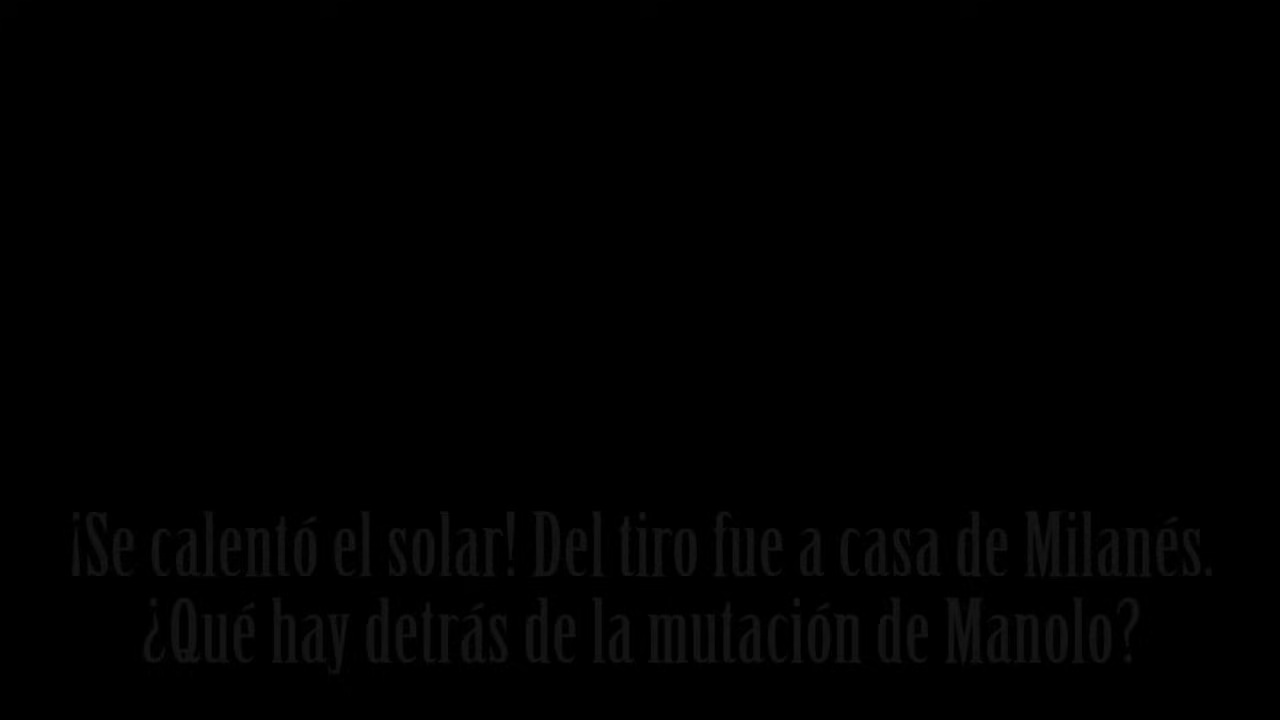 ¡Se calentó el solar! Del tiro fue a casa de Milanés.
¿Qué hay detrás de la mutación de Manolo?